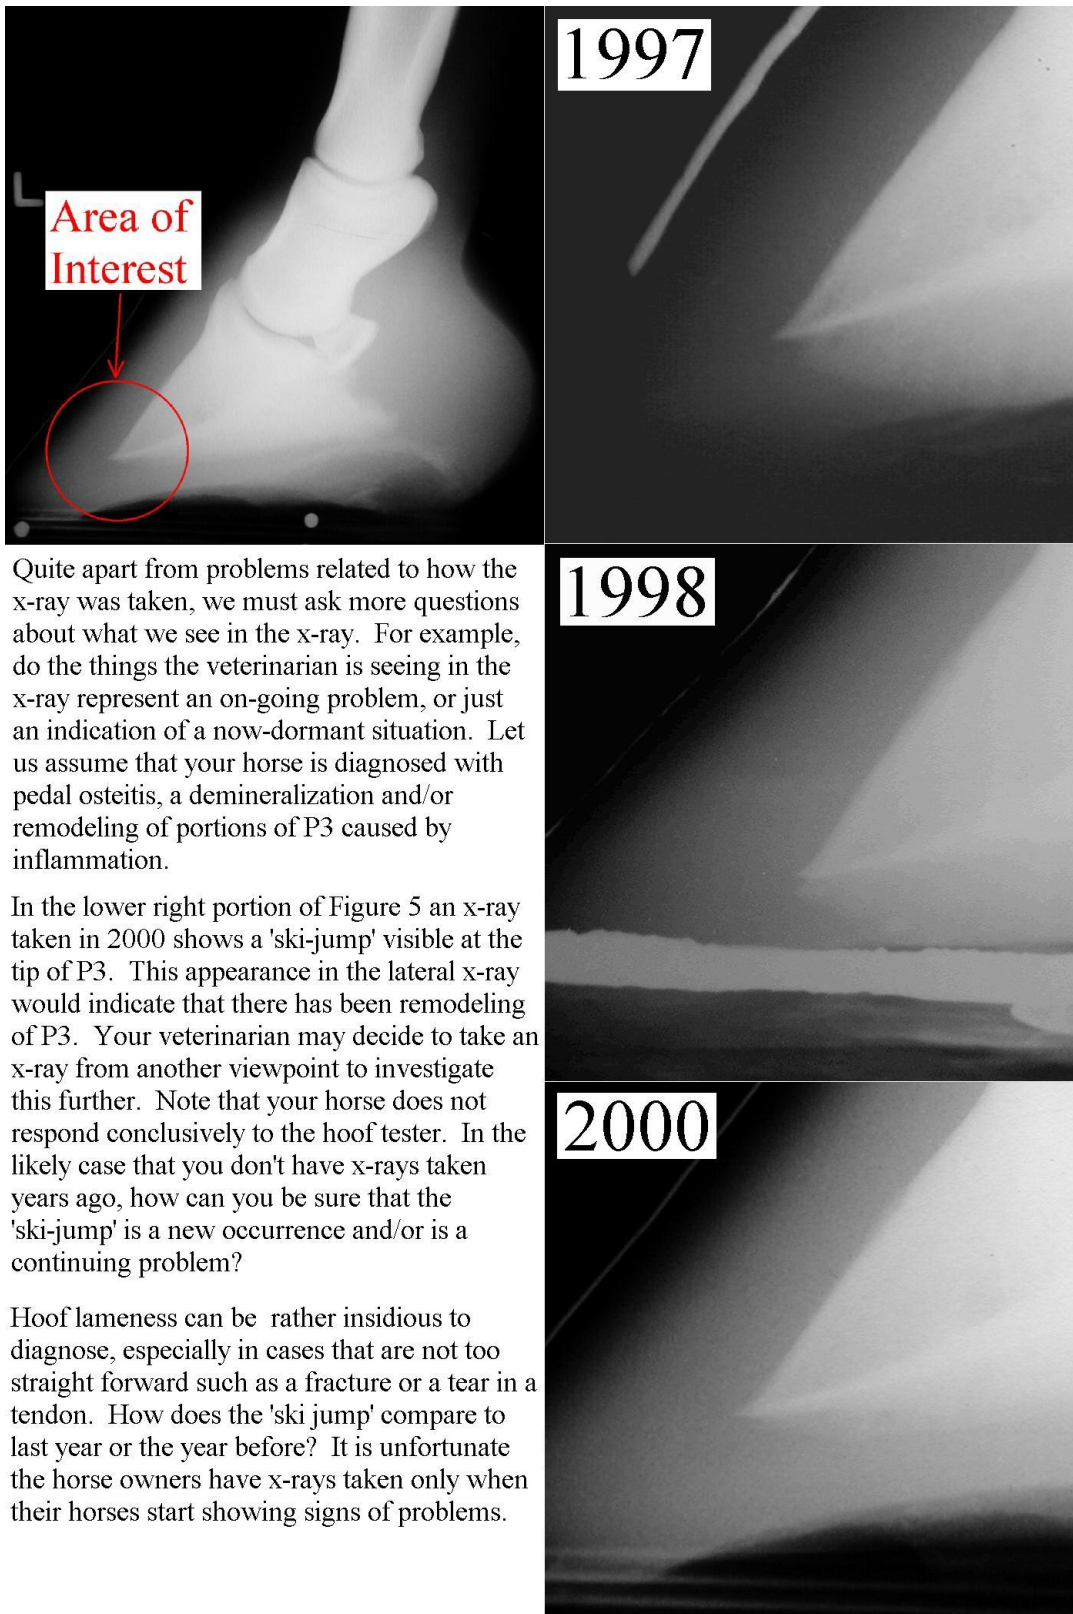 L
Area of
Interest
1997
Quite apart from problems related to how the
x-ray was taken, we must ask more questions
about what we see in the x-ray.  For example,
do the things the veterinarian is seeing in the
x-ray represent an on-going problem, or just
an indication of a now-dormant situation.  Let
us assume that your horse is diagnosed with
pedal osteitis, a demineralization and/or
remodeling of portions of P3 caused by
inflammation.
In the lower right portion of Figure 5 an x-ray
taken in 2000 shows a 'ski-jump' visible at the
tip of P3.  This appearance in the lateral x-ray
would indicate that there has been remodeling
of P3.  Your veterinarian may decide to take an
x-ray from another viewpoint to investigate
this further.  Note that your horse does not
respond conclusively to the hoof tester.  In the
likely case that you don't have x-rays taken
years ago, how can you be sure that the
'ski-jump' is a new occurrence and/or is a
continuing problem?
Hoof lameness can be  rather insidious to
diagnose, especially in cases that are not too
straight forward such as a fracture or a tear in a
tendon.  How does the 'ski jump' compare to
last year or the year before?  It is unfortunate
the horse owners have x-rays taken only when
their horses start showing signs of problems.
1998
2000